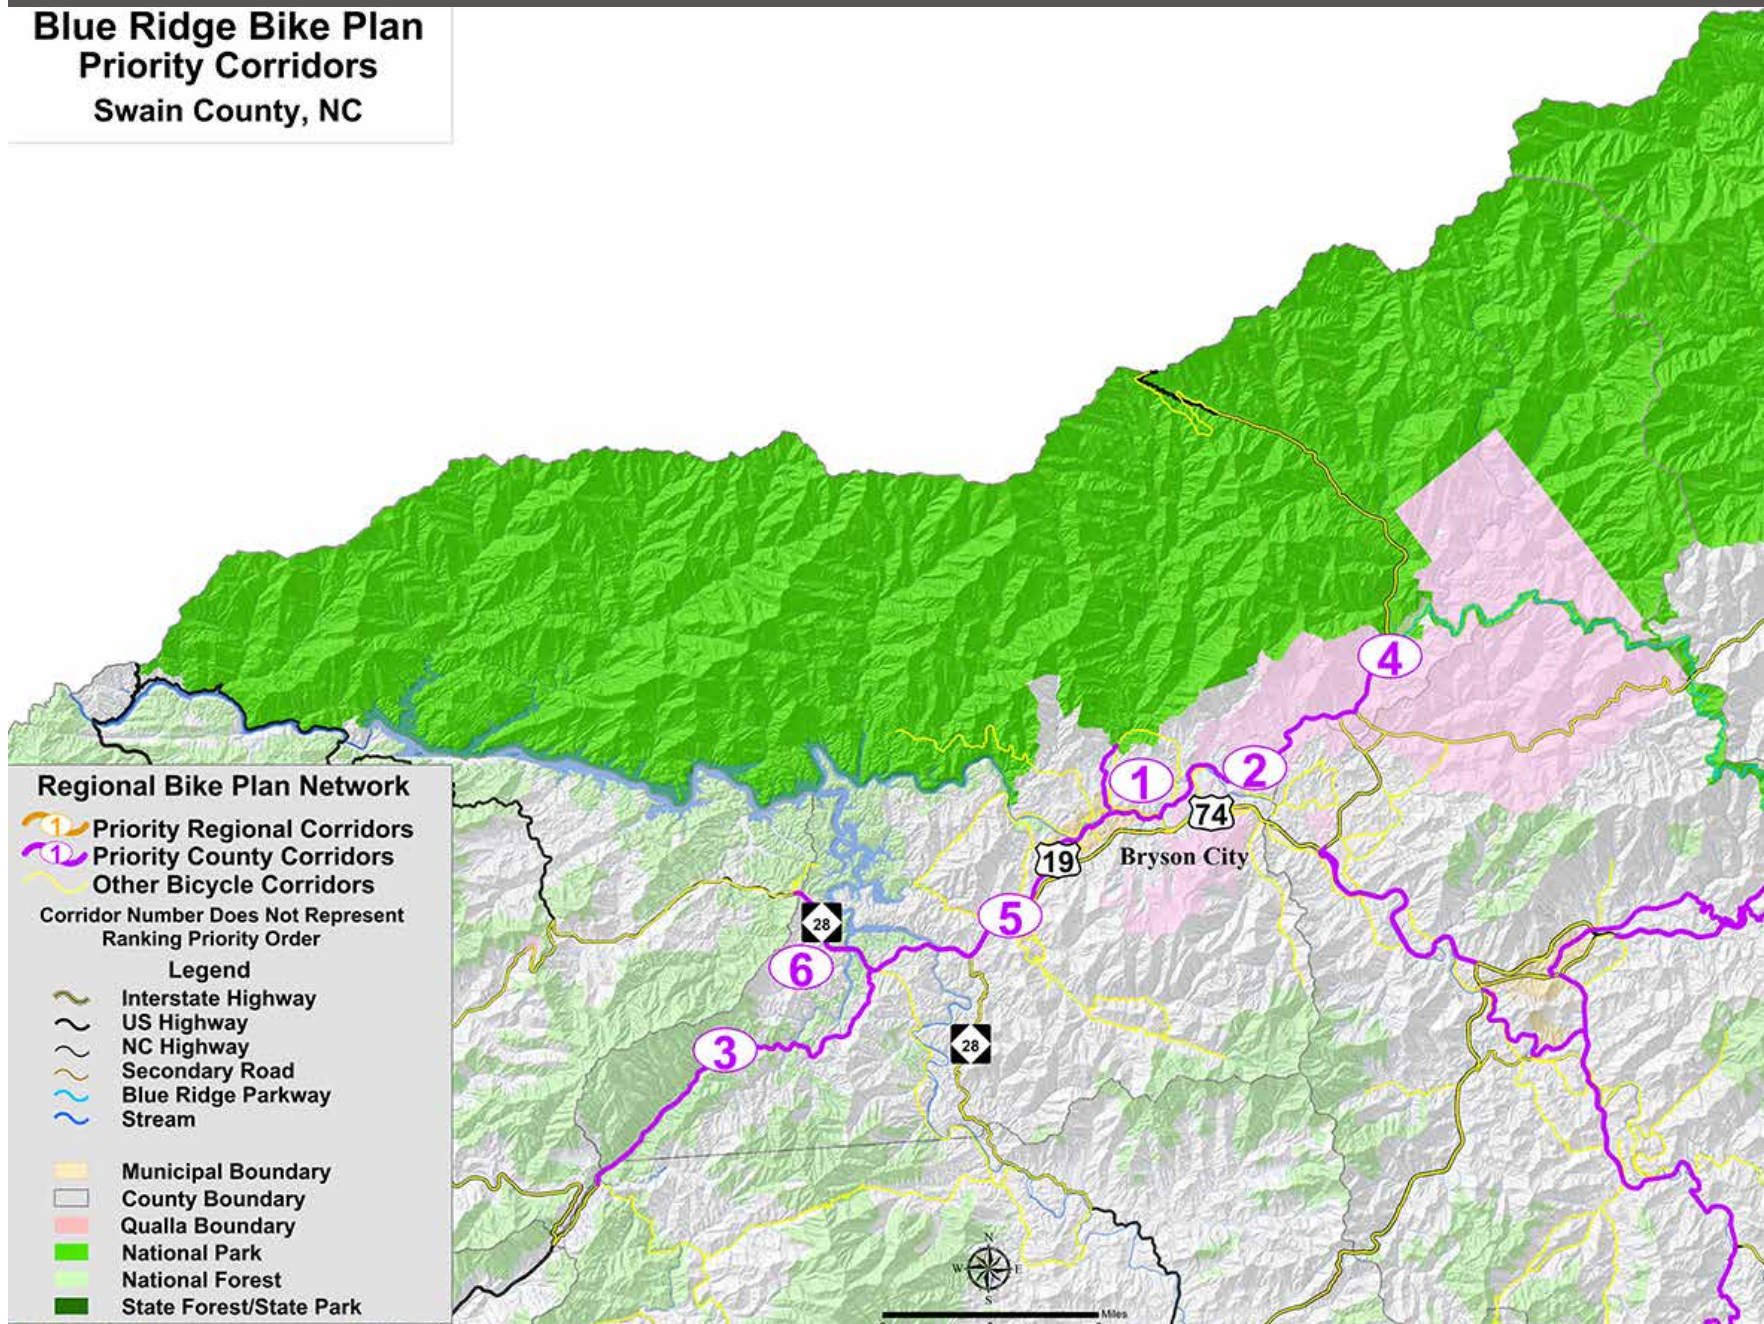 Blue Ridge Bike Plan
Priority Corridors
Swain County, NC
4
1
2
74
19
Bryson City
5
28
6
3
28
Regional Bike Plan Network
1 Priority Regional Corridors
1 Priority County Corridors
Other Bicycle Corridors
Corridor Number Does Not Represent
Ranking Priority Order
Legend
Interstate Highway
US Highway
NC Highway
Secondary Road
Blue Ridge Parkway
Stream
Municipal Boundary
County Boundary
Qualla Boundary
National Park
National Forest
State Forest/State Park
N
W E
S
Miles